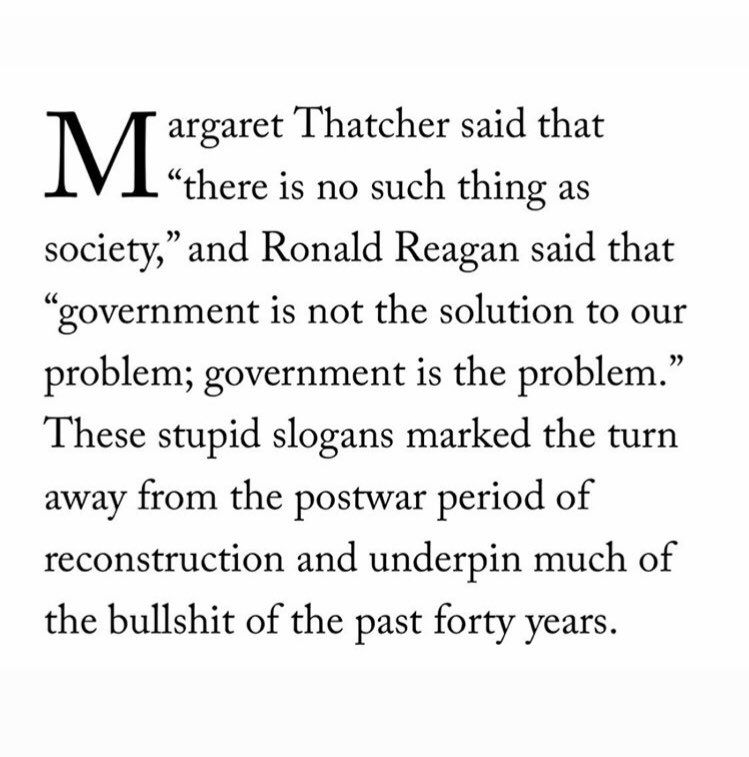 Margaret Thatcher said that
“there is no such thing as
society,” and Ronald Reagan said that
“government is not the solution to our
problem; government is the problem.”
These stupid slogans marked the turn
away from the postwar period of
reconstruction and underpin much of
the bullshit of the past forty years.